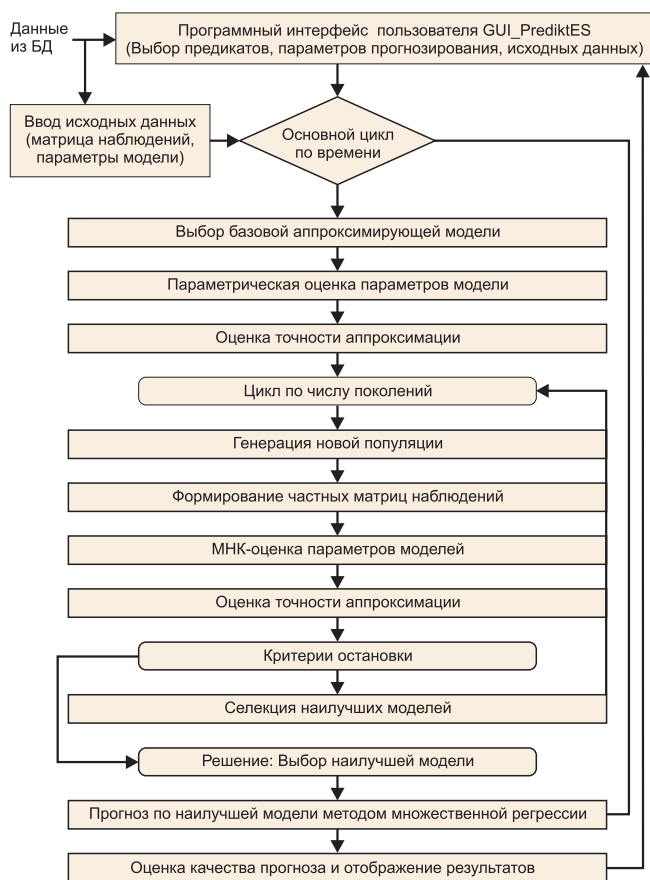 Данные
из БД
Программный интерфейс пользователя GUI_PrediktES
(Выбор предикатов, параметров прогнозирования, исходных данных)
Ввод исходных данных
(матрица наблюдений,
параметры модели)
Основной цикл
по времени
Выбор базовой аппроксимирующей модели
Параметрическая оценка параметров модели
Оценка точности аппроксимации
Цикл по числу поколений
Генерация новой популяции
Формирование частных матриц наблюдений
МНК-оценка параметров моделей
Оценка точности аппроксимации
Критерии остановки
Селекция наилучших моделей
Решение: Выбор наилучшей модели
Прогноз по наилучшей модели методом множественной регрессии
Оценка качества прогноза и отображение результатов